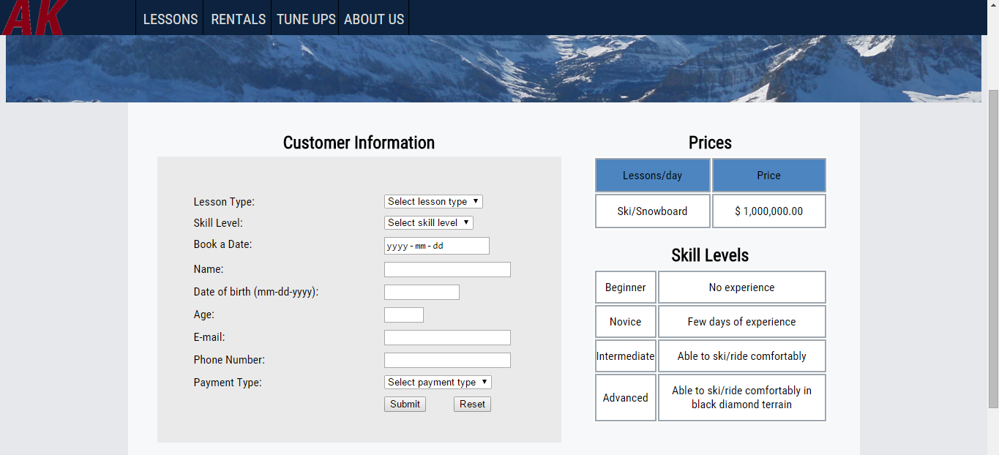 AK
LESSONS RENTALS TUNE UPS ABOUT US
Customer Information
Lesson Type: Select lesson type
Skill Level: Select skill level
Book a Date: yyyy-mm-dd
Name:
Date of birth (mm-dd-yyyy):
Age:
E-mail:
Phone Number:
Payment Type: Select payment type
Submit Reset
Prices
Lessons/day Price
Ski/Snowboard $ 1,000,000.00
Skill Levels
Beginner No experience
Novice Few days of experience
Intermediate Able to ski/ride comfortably
Advanced Able to ski/ride comfortably in
black diamond terrain